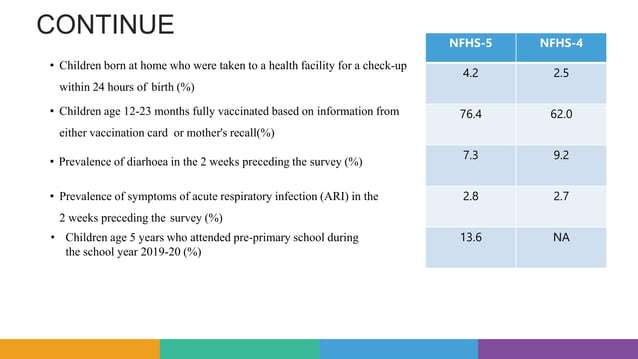 CONTINUE
NFHS-5 NFHS-4
• Children born at home who were taken to a health facility for a check-up
within 24 hours of birth (%)
4.2 2.5
• Children age 12-23 months fully vaccinated based on information from
either vaccination card or mother's recall(%)
76.4 62.0
• Prevalence of diarhoea in the 2 weeks preceding the survey (%)
7.3 9.2
• Prevalence of symptoms of acute respiratory infection (ARI) in the
2 weeks preceding the survey (%)
2.8 2.7
• Children age 5 years who attended pre-primary school during
the school year 2019-20 (%)
13.6 NA